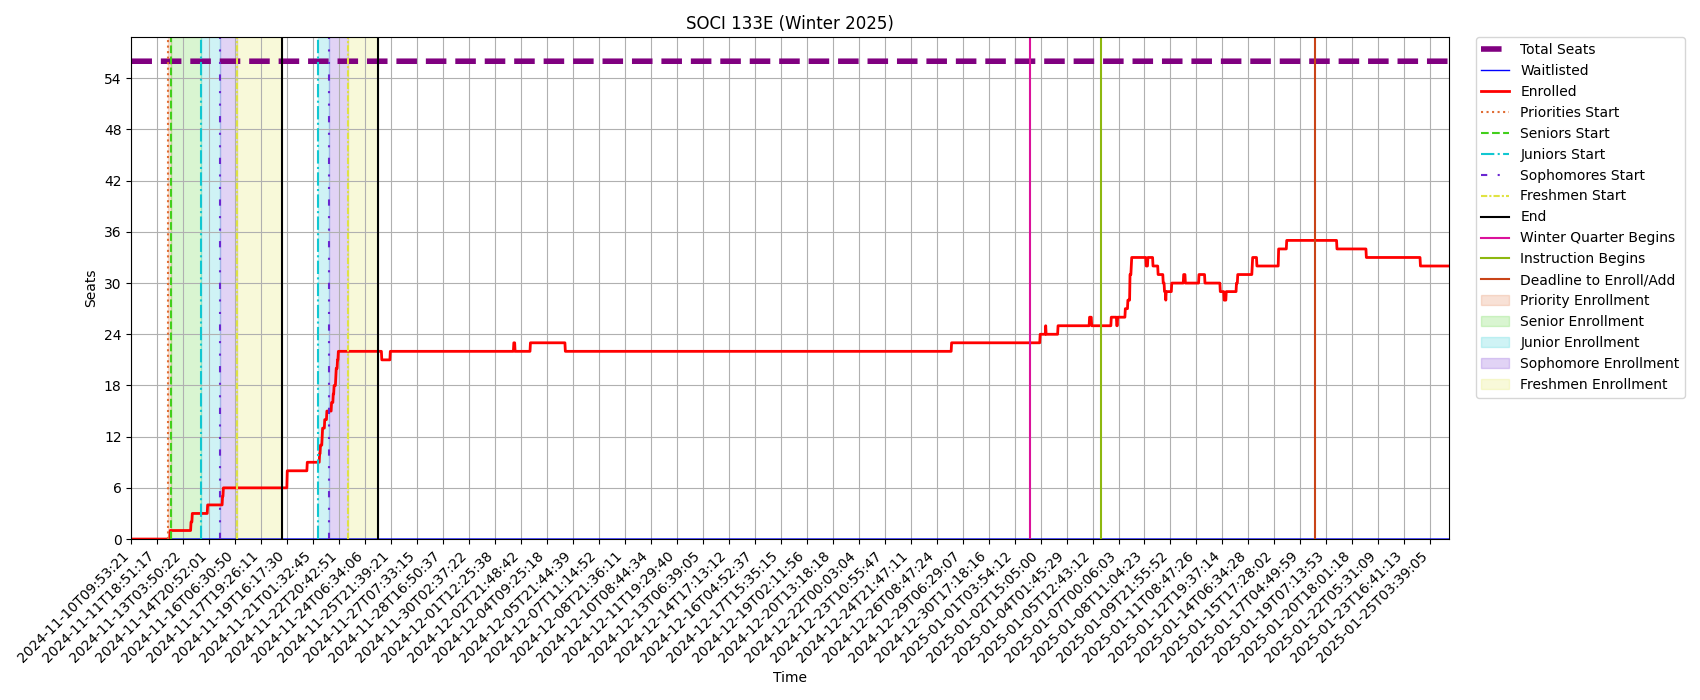 SOCI 133E (Winter 2025)
Seats
54
48
42
36
30
24
18
12
6
0
2024-11-10T09:53:21
2024-11-11T18:51:17
2024-11-13T03:50:22
2024-11-14T20:52:01
2024-11-16T06:30:50
2024-11-17T19:26:11
2024-11-19T16:17:30
2024-11-21T01:32:45
2024-11-22T20:42:51
2024-11-24T06:34:06
2024-11-25T21:39:21
2024-11-27T07:33:15
2024-11-28T16:50:37
2024-11-30T02:37:22
2024-12-01T12:25:38
2024-12-02T21:48:42
2024-12-04T09:25:18
2024-12-05T21:44:39
2024-12-07T11:14:52
2024-12-08T21:36:11
2024-12-10T08:44:34
2024-12-11T19:29:40
2024-12-13T06:39:05
2024-12-14T17:13:12
2024-12-16T04:52:37
2024-12-17T15:35:15
2024-12-19T02:11:56
2024-12-20T13:18:18
2024-12-22T00:03:04
2024-12-23T10:55:47
2024-12-24T21:47:11
2024-12-26T08:47:24
2024-12-29T06:29:07
2024-12-30T17:18:16
2025-01-01T03:54:12
2025-01-02T15:05:00
2025-01-04T01:45:29
2025-01-05T12:43:12
2025-01-07T00:06:03
2025-01-08T11:04:23
2025-01-09T21:55:52
2025-01-11T08:47:26
2025-01-12T19:37:14
2025-01-14T06:34:28
2025-01-15T17:28:02
2025-01-17T04:49:59
2025-01-19T07:13:53
2025-01-20T18:01:18
2025-01-22T05:31:09
2025-01-23T16:41:13
2025-01-25T03:39:05
Time
Total Seats
Waitlisted
Enrolled
Priorities Start
Seniors Start
Juniors Start
Sophomores Start
Freshmen Start
End
Winter Quarter Begins
Instruction Begins
Deadline to Enroll/Add
Priority Enrollment
Senior Enrollment
Junior Enrollment
Sophomore Enrollment
Freshmen Enrollment